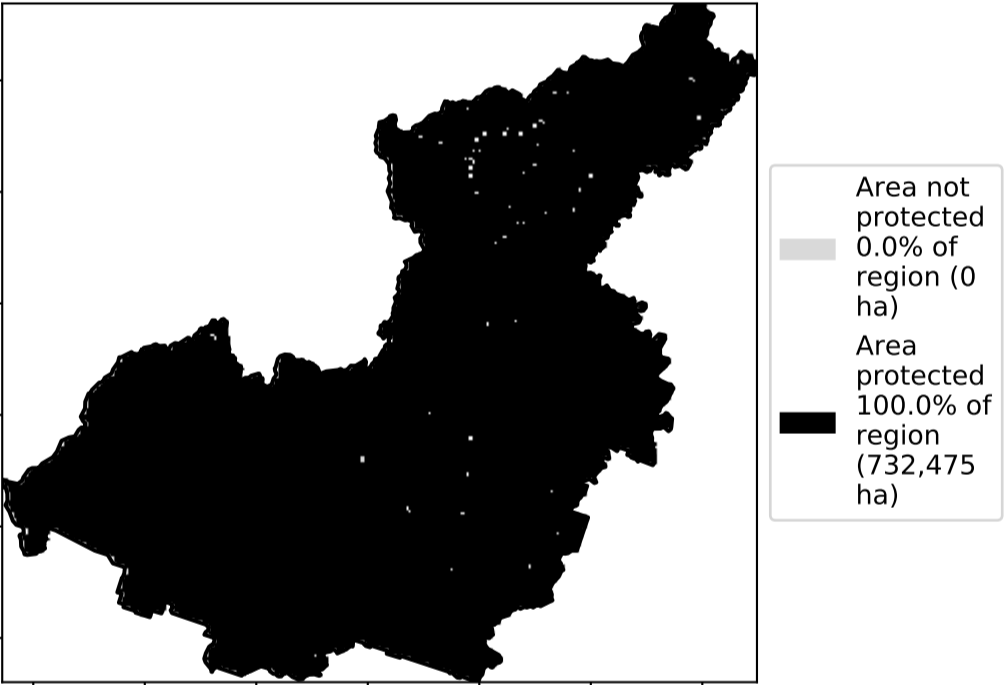 Area not
protected
0.0% of
region (0
ha)
Area
protected
100.0% of
region
(732,475
ha)